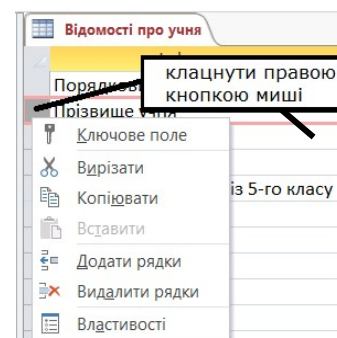 Відомості про учня
клацнути правою
кнопкою миші
Прізвище учня
Ключове поле
Вирізати
Копіювати
із 5-го класу
Вставити
Додати рядки
Видалити рядки
Властивості